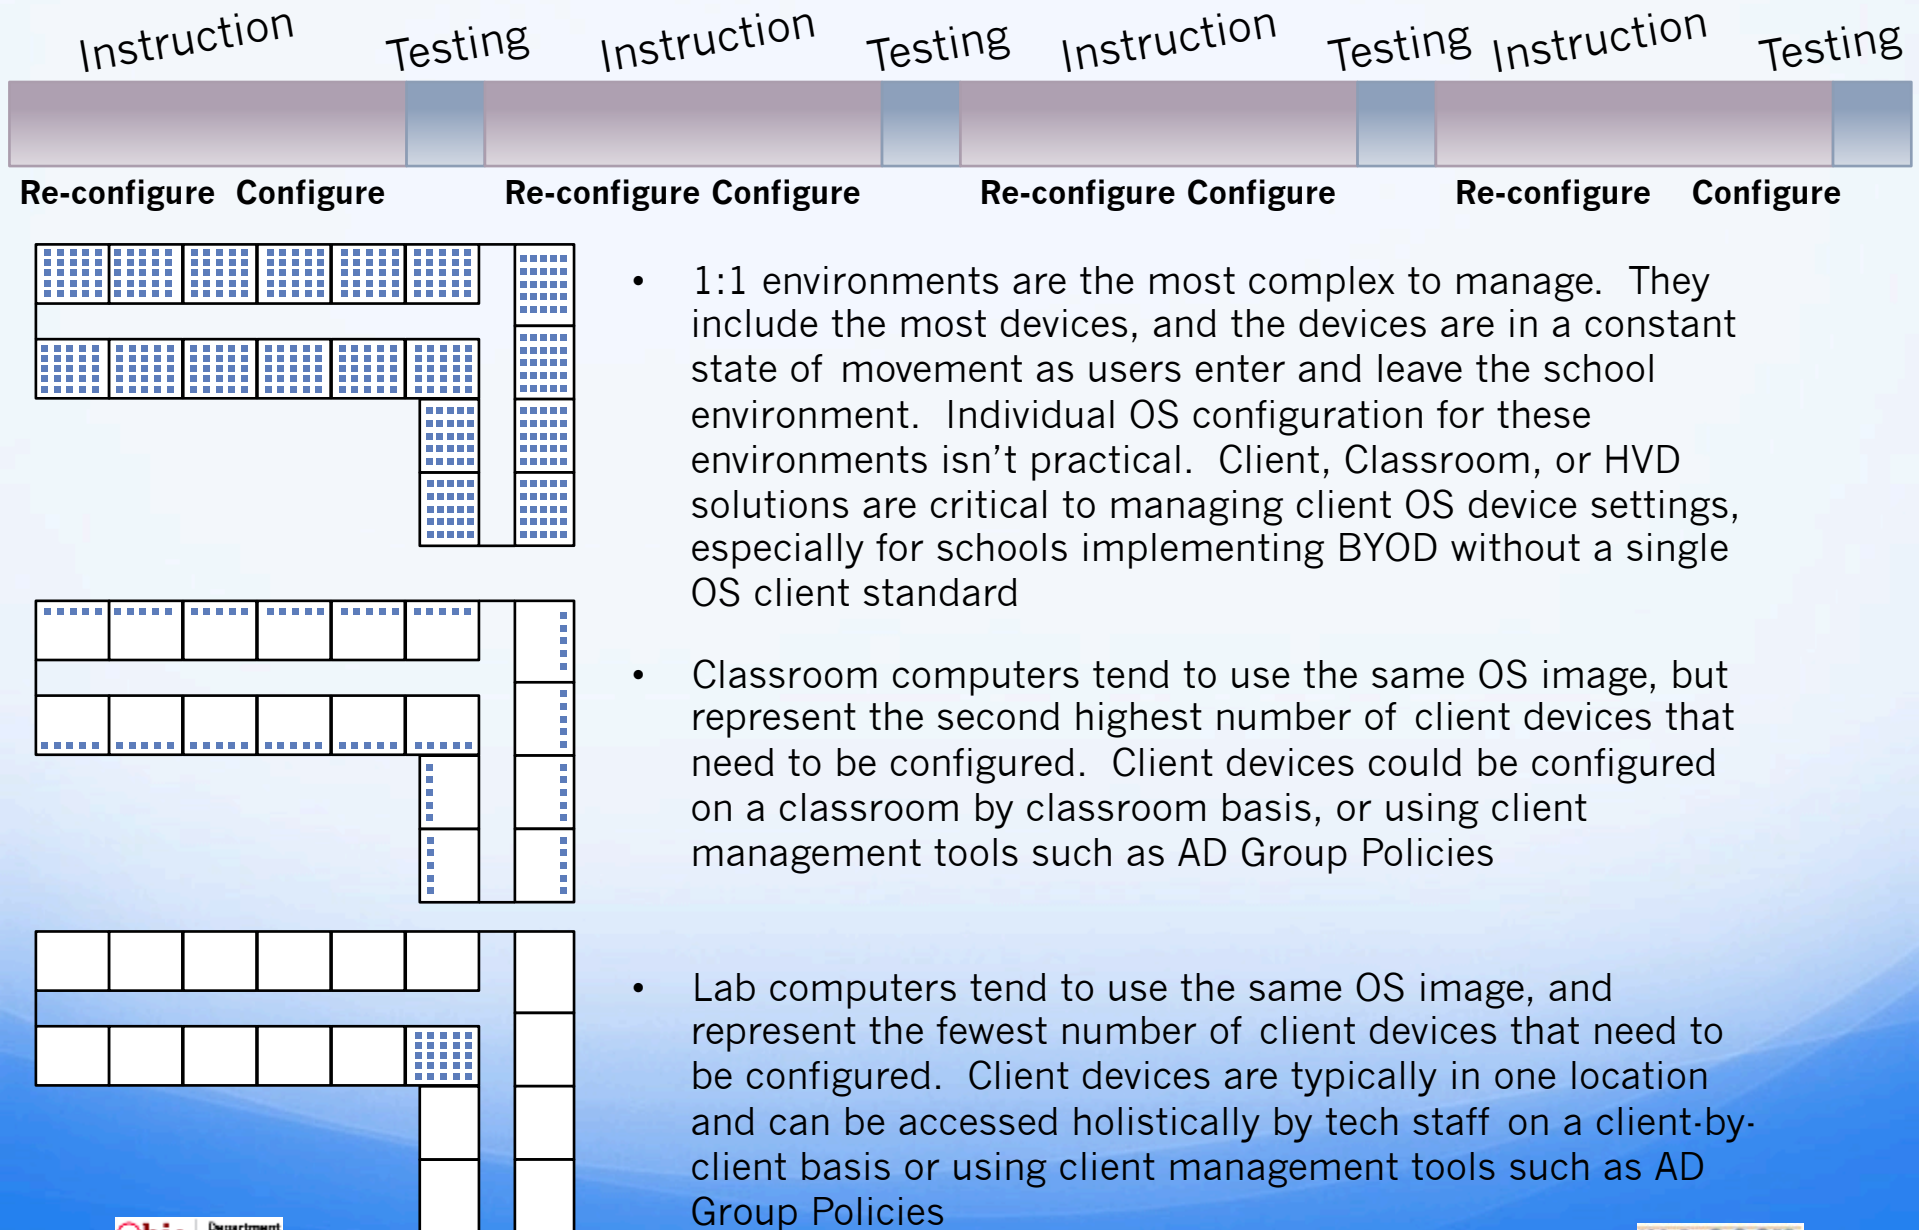 Instruction Testing Instruction Testing Instruction Testing Instruction Testing
Re-configure Configure Re-configure Configure Re-configure Configure Re-configure Configure
• 1:1 environments are the most complex to manage. They
include the most devices, and the devices are in a constant
state of movement as users enter and leave the school
environment. Individual OS configuration for these
environments isn't practical. Client, Classroom, or HVD
solutions are critical to managing client OS device settings,
especially for schools implementing BYOD without a single
OS client standard
• Classroom computers tend to use the same OS image, but
represent the second highest number of client devices that
need to be configured. Client devices could be configured
on a classroom by classroom basis, or using client
management tools such as AD Group Policies
• Lab computers tend to use the same OS image, and
represent the fewest number of client devices that need to
be configured. Client devices are typically in one location
and can be accessed holistically by tech staff on a client-by-
client basis or using client management tools such as AD
Group Policies
Ohio Department